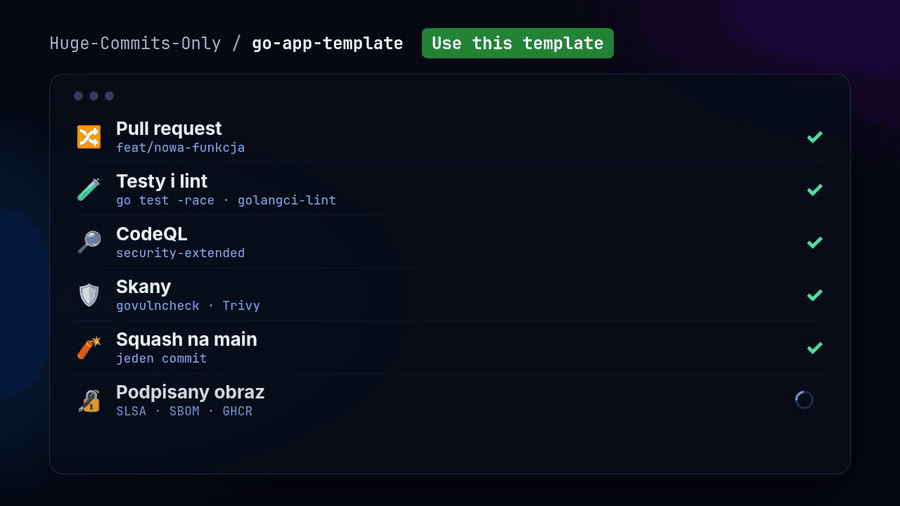 Huge-Commits-Only / go-app-template Use this template
Pull request
feat/nowa-funkcja
Testy i lint
go test -race · golangci-lint
CodeQL
security-extended
Skany
govulncheck · Trivy
Squash na main
jeden commit
Podpisany obraz
SLSA · SBOM · GHCR